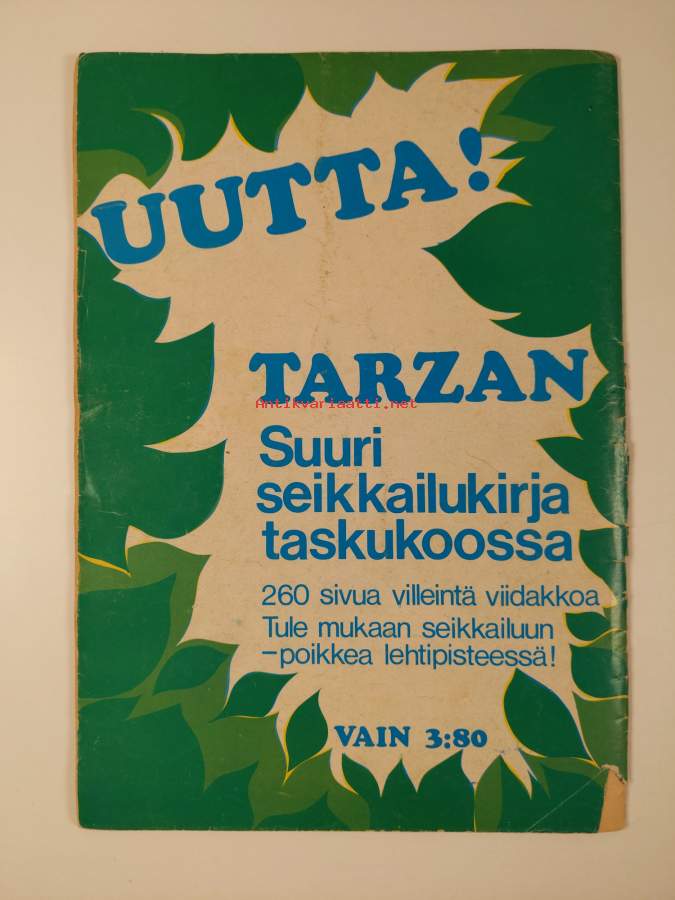 UUTTA!
TARZAN
Antikvariaatti.net
Suuri
seikkailukirja
taskukoossa
260 sivua villeintä viidakkoa
Tule mukaan seikkailuun
–poikkea lehtipisteessä!
VAIN 3:80